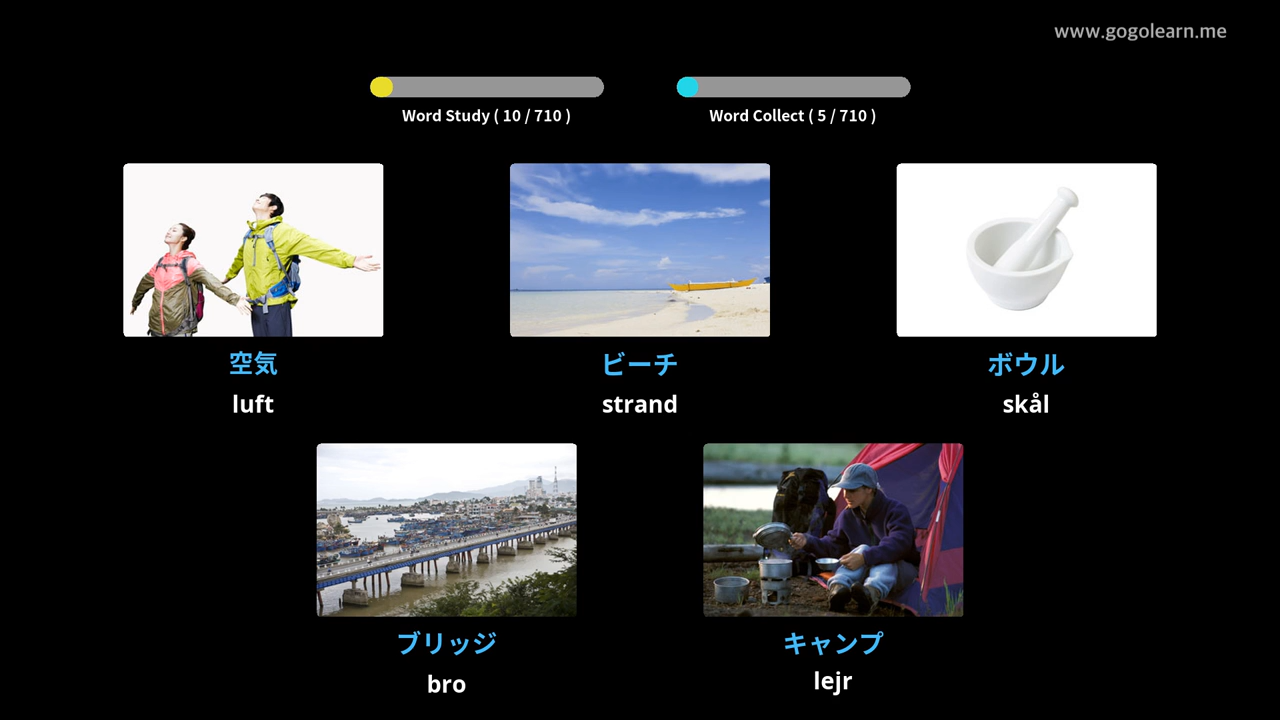 www.gogolearn.me
Word Study ( 10 / 710 )
Word Collect ( 5 / 710 )
空気
luft
ビーチ
strand
ボウル
skål
ブリッジ
bro
キャンプ
lejr